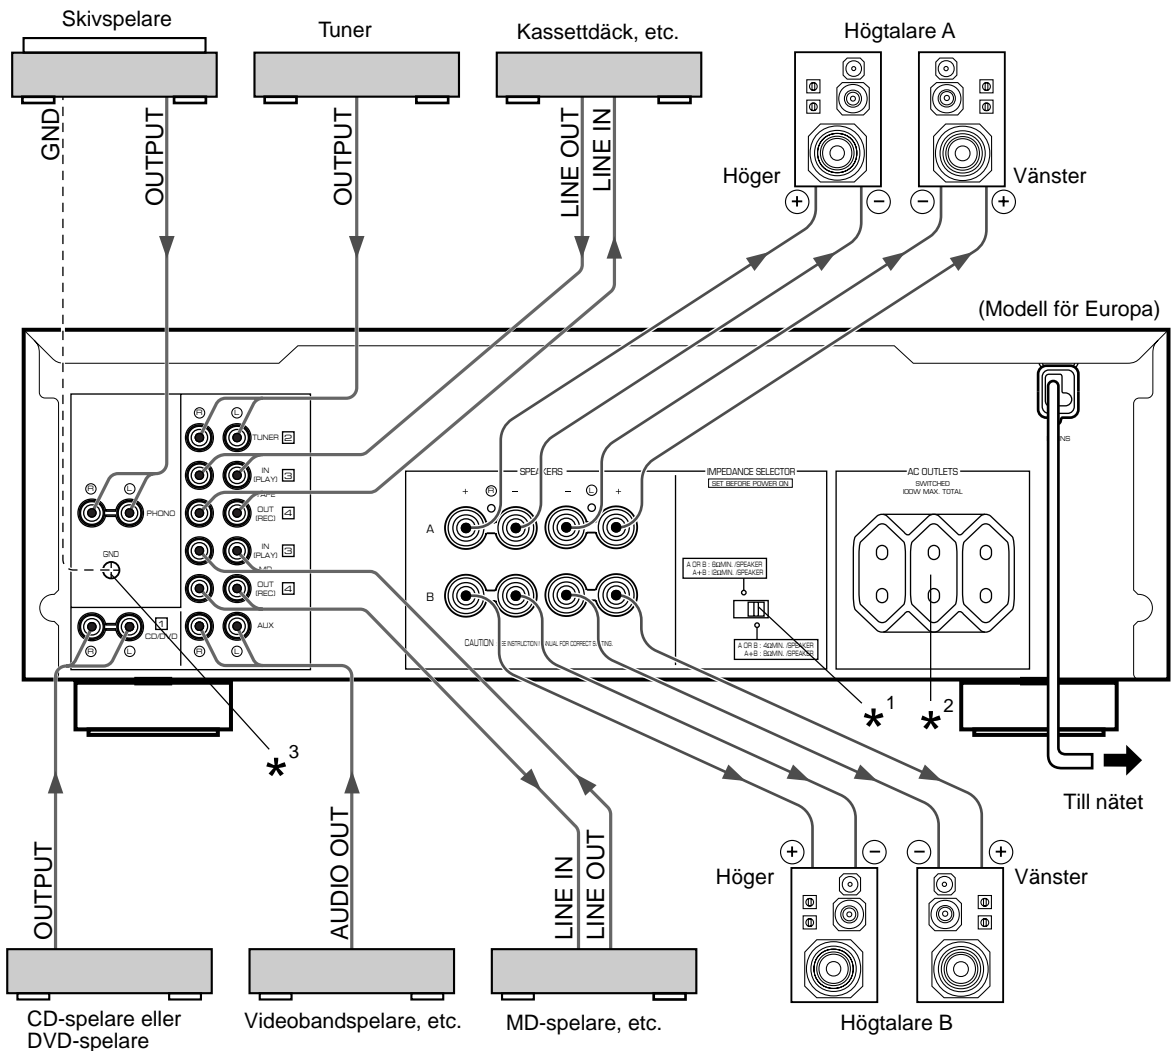 Skivspelare
Tuner
Kassettdäck, etc.
Högtalare A
GND
OUTPUT
OUTPUT
LINE OUT
LINE IN
Höger
Vänster
+ − − +
(Modell för Europa)
R L
TUNER 2
IN
(PLAY) 3
TAPE
OUT
(REC) 4
R L
PHONO
IN
(PLAY) 3
MD
OUT
(REC) 4
GND
1
CD/DVD
AUX
R L
R L
SPEAKERS
+ R − − L +
A
B
IMPEDANCE SELECTOR
SET BEFORE POWER ON
A OR B : 6ΩMIN. /SPEAKER
A+B : 12ΩMIN. /SPEAKER
A OR B : 4ΩMIN. /SPEAKER
A+B : 8ΩMIN. /SPEAKER
CAUTION : INSTRUCTION MANUAL FOR CORRECT
AC OUTLETS
SWITCHED
100W MAX. TOTAL
*1
*2
*3
Till nätet
OUTPUT
AUDIO OUT
LINE IN
LINE OUT
+ − − +
Höger
Vänster
CD-spelare eller
DVD-spelare
Videobandspelare, etc.
MD-spelare, etc.
Högtalare B